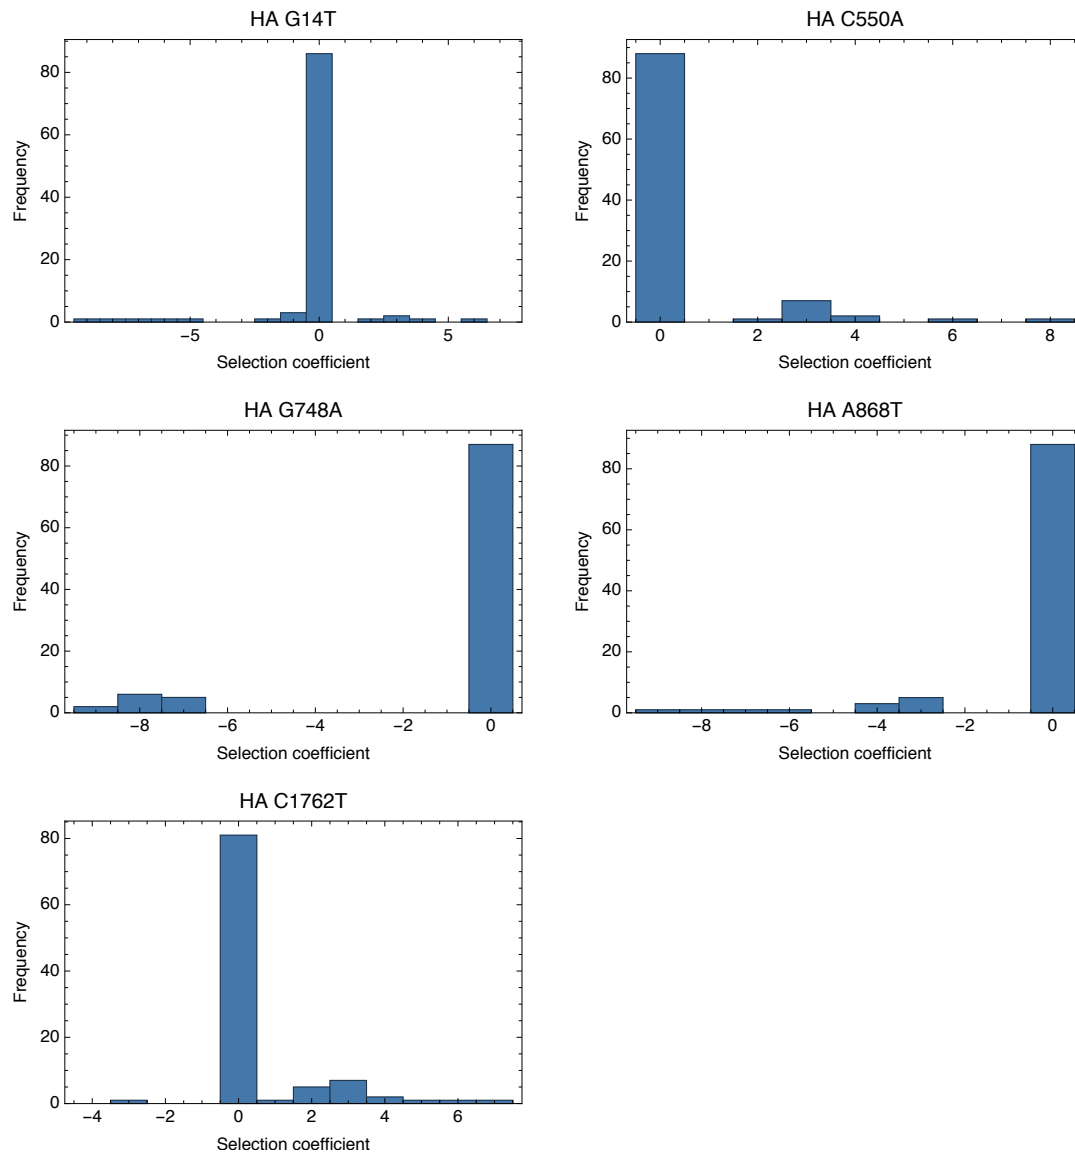 HA G14T
80
60
40
20
0
Frequency
−5 0 5
Selection coefficient
HA C550A
80
60
40
20
0
Frequency
0 2 4 6 8
Selection coefficient
HA G748A
80
60
40
20
0
Frequency
−8 −6 −4 −2 0
Selection coefficient
HA A868T
80
60
40
20
0
Frequency
−8 −6 −4 −2 0
Selection coefficient
HA C1762T
80
60
40
20
0
Frequency
−4 −2 0 2 4 6
Selection coefficient